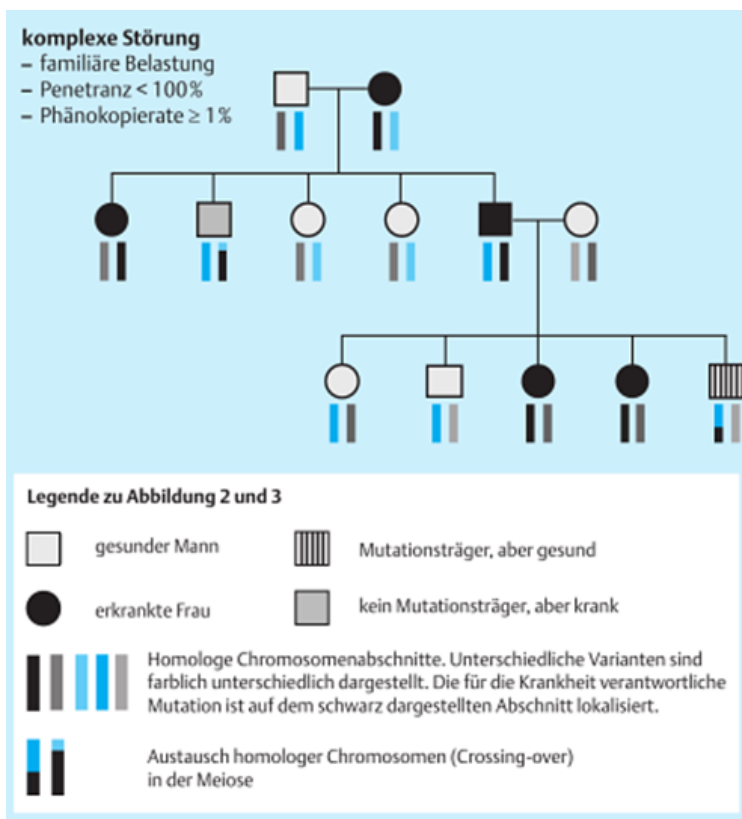 komplexe Störung
– familiäre Belastung
– Penetranz < 100%
– Phänokopierate ≥ 1%
Legende zu Abbildung 2 und 3
gesunder Mann
Mutationsträger, aber gesund
erkrankte Frau
kein Mutationsträger, aber krank
Homologe Chromosomenabschnitte. Unterschiedliche Varianten sind
farblich unterschiedlich dargestellt. Die für die Krankheit verantwortliche
Mutation ist auf dem schwarz dargestellten Abschnitt lokalisiert.
Austausch homologer Chromosomen (Crossing-over)
in der Meiose